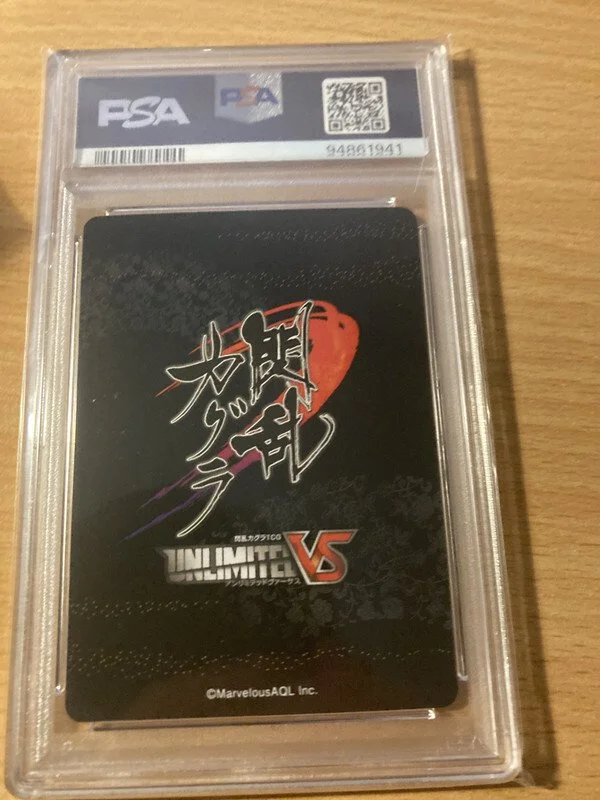 PSA
PSA
94861941
閃乱
カグラ
閃乱カグラTCG
UNLIMITED VS
アンリミテッドヴァーサス
©MarvelousAQL Inc.